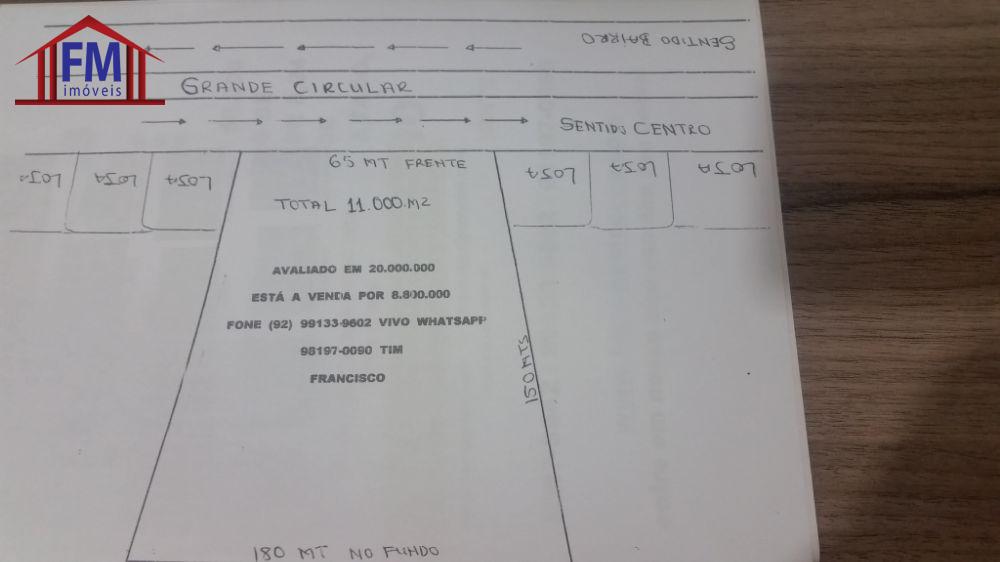 FM
imóveis
SENTIDO BAIRRO
GRANDE CIRCULAR
SENTIDO CENTRO
65 MT FRENTE
LOJA LOJA LOJA
LOJA LOJA LOJA
TOTAL 11.000.M2
AVALIADO EM 20.000.000
ESTÁ A VENDA POR 8.800.000
FONE (92) 99133-9602 VIVO WHATSAPP
98197-0090 TIM
FRANCISCO
150 MTS
180 MT NO FUNDO